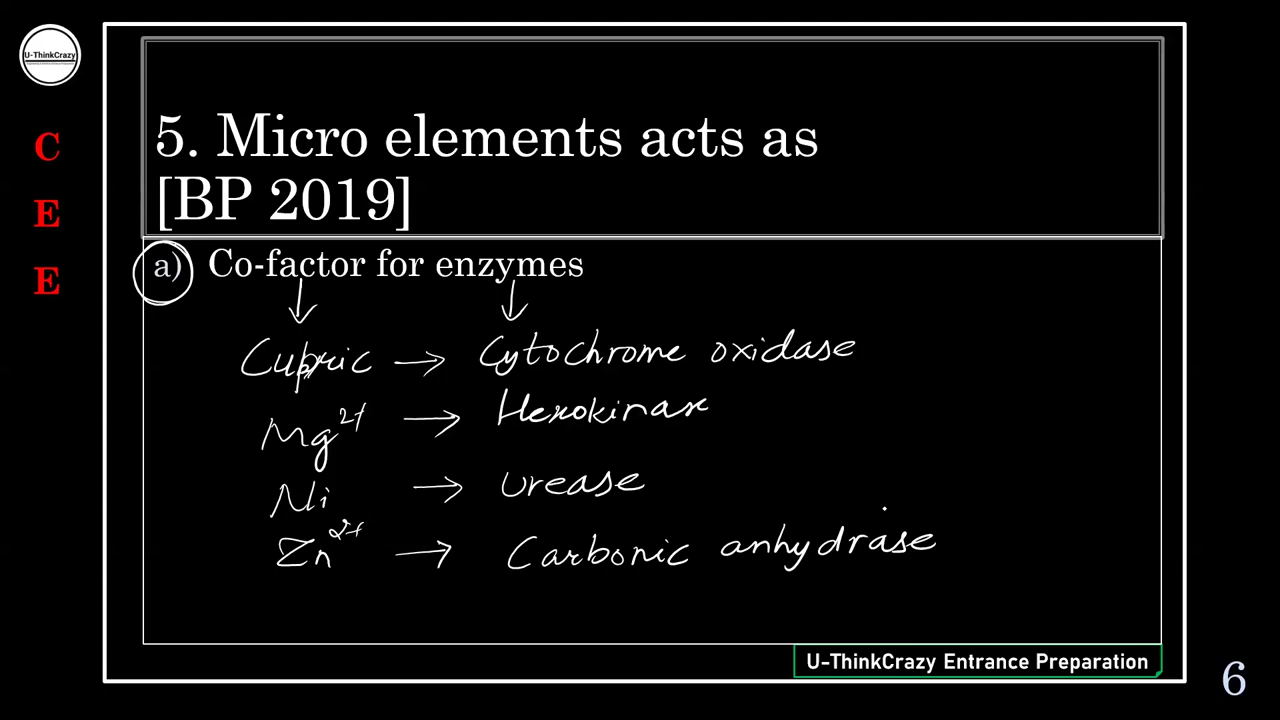 U-ThinkCrazy
C
E
E
5. Micro elements acts as
[BP 2019]
a) Co-factor for enzymes
Cupric → Cytochrome oxidase
Mg2+ → Hexokinase
Ni → Urease
Zn2+ → Carbonic anhydrase
U-ThinkCrazy Entrance Preparation
6